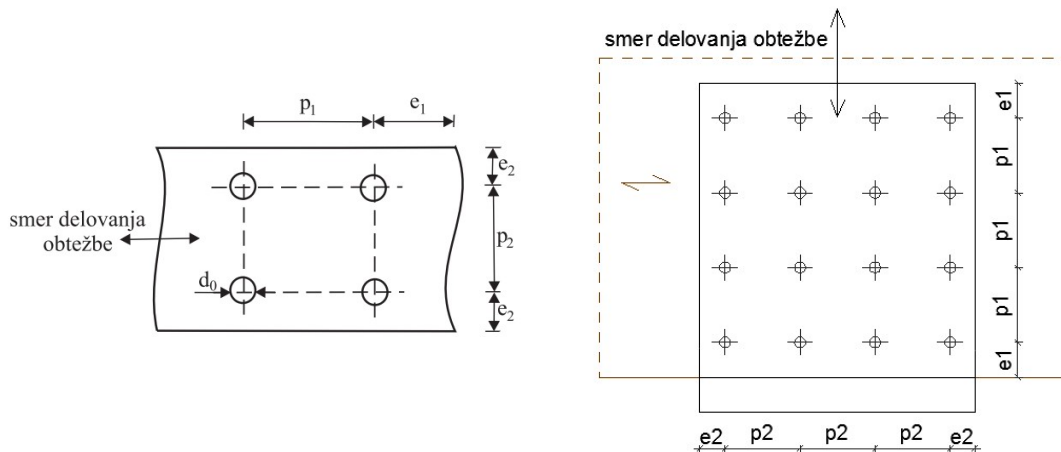 p₁
e₁
e₂
smer delovanja
obtežbe
p₂
d₀
e₂
smer delovanja obtežbe
e1
p1
p1
p1
e1
e2 p2 p2 p2 e2